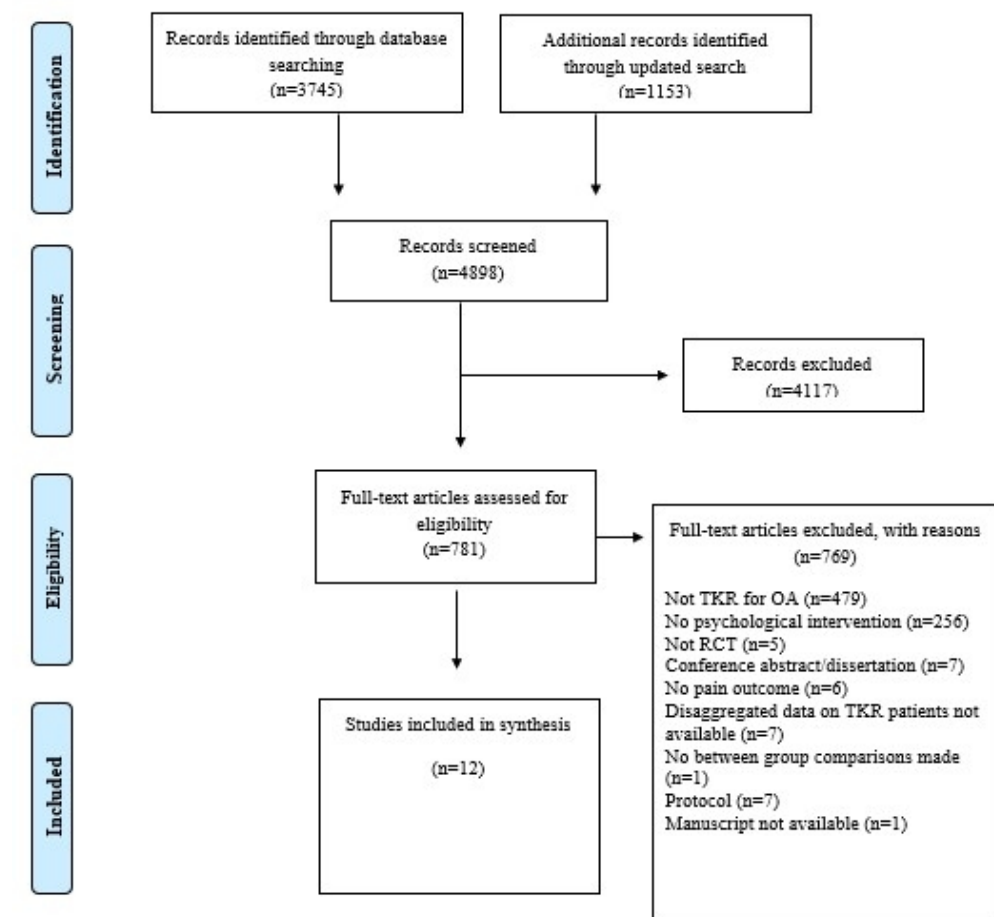 Identification
Records identified through database
searching
(n=3745)
Additional records identified
through updated search
(n=1153)
Screening
Records screened
(n=4898)
Records excluded
(n=4117)
Eligibility
Full-text articles assessed for
eligibility
(n=781)
Full-text articles excluded, with reasons
(n=769)
Not TKR for OA (n=479)
No psychological intervention (n=256)
Not RCT (n=5)
Conference abstract/dissertation (n=7)
No pain outcome (n=6)
Disaggregated data on TKR patients not
available (n=7)
No between group comparisons made
(n=1)
Protocol (n=7)
Manuscript not available (n=1)
Included
Studies included in synthesis
(n=12)